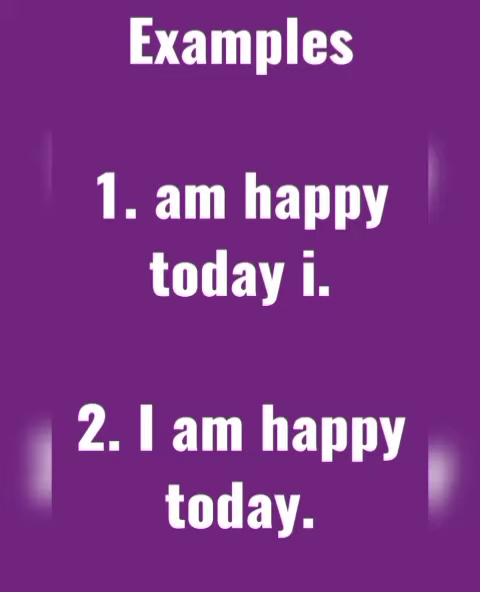 Examples
1. am happy
today i.
2. I am happy
today.